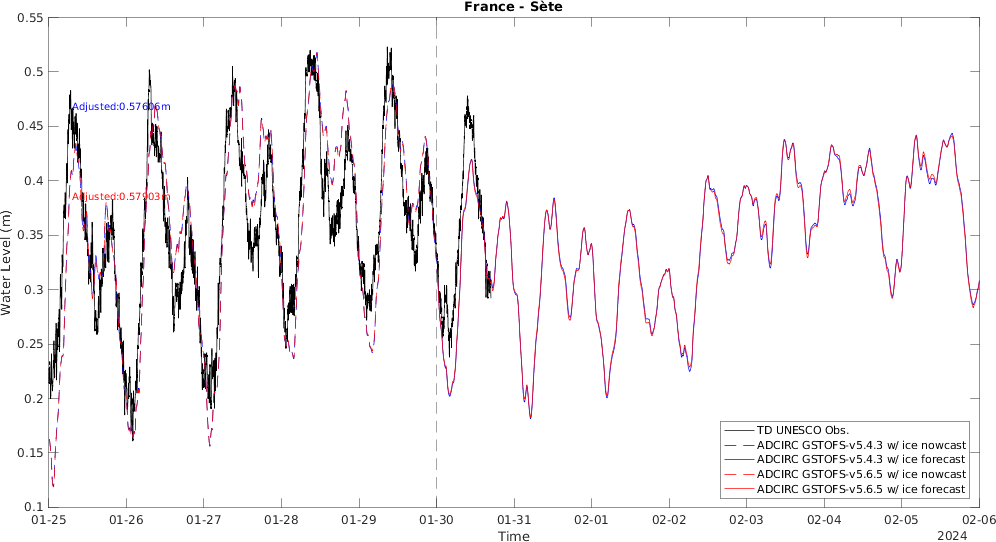 France - Sète
Water Level (m)
0.55
0.5
0.45
0.4
0.35
0.3
0.25
0.2
0.15
0.1
Adjusted:0.57606m
Adjusted:0.57903m
TD UNESCO Obs.
ADCIRC GSTOFS-v5.4.3 w/ ice nowcast
ADCIRC GSTOFS-v5.4.3 w/ ice forecast
ADCIRC GSTOFS-v5.6.5 w/ ice nowcast
ADCIRC GSTOFS-v5.6.5 w/ ice forecast
01-25 01-26 01-27 01-28 01-29 01-30 01-31 02-01 02-02 02-03 02-04 02-05 02-06
Time
2024